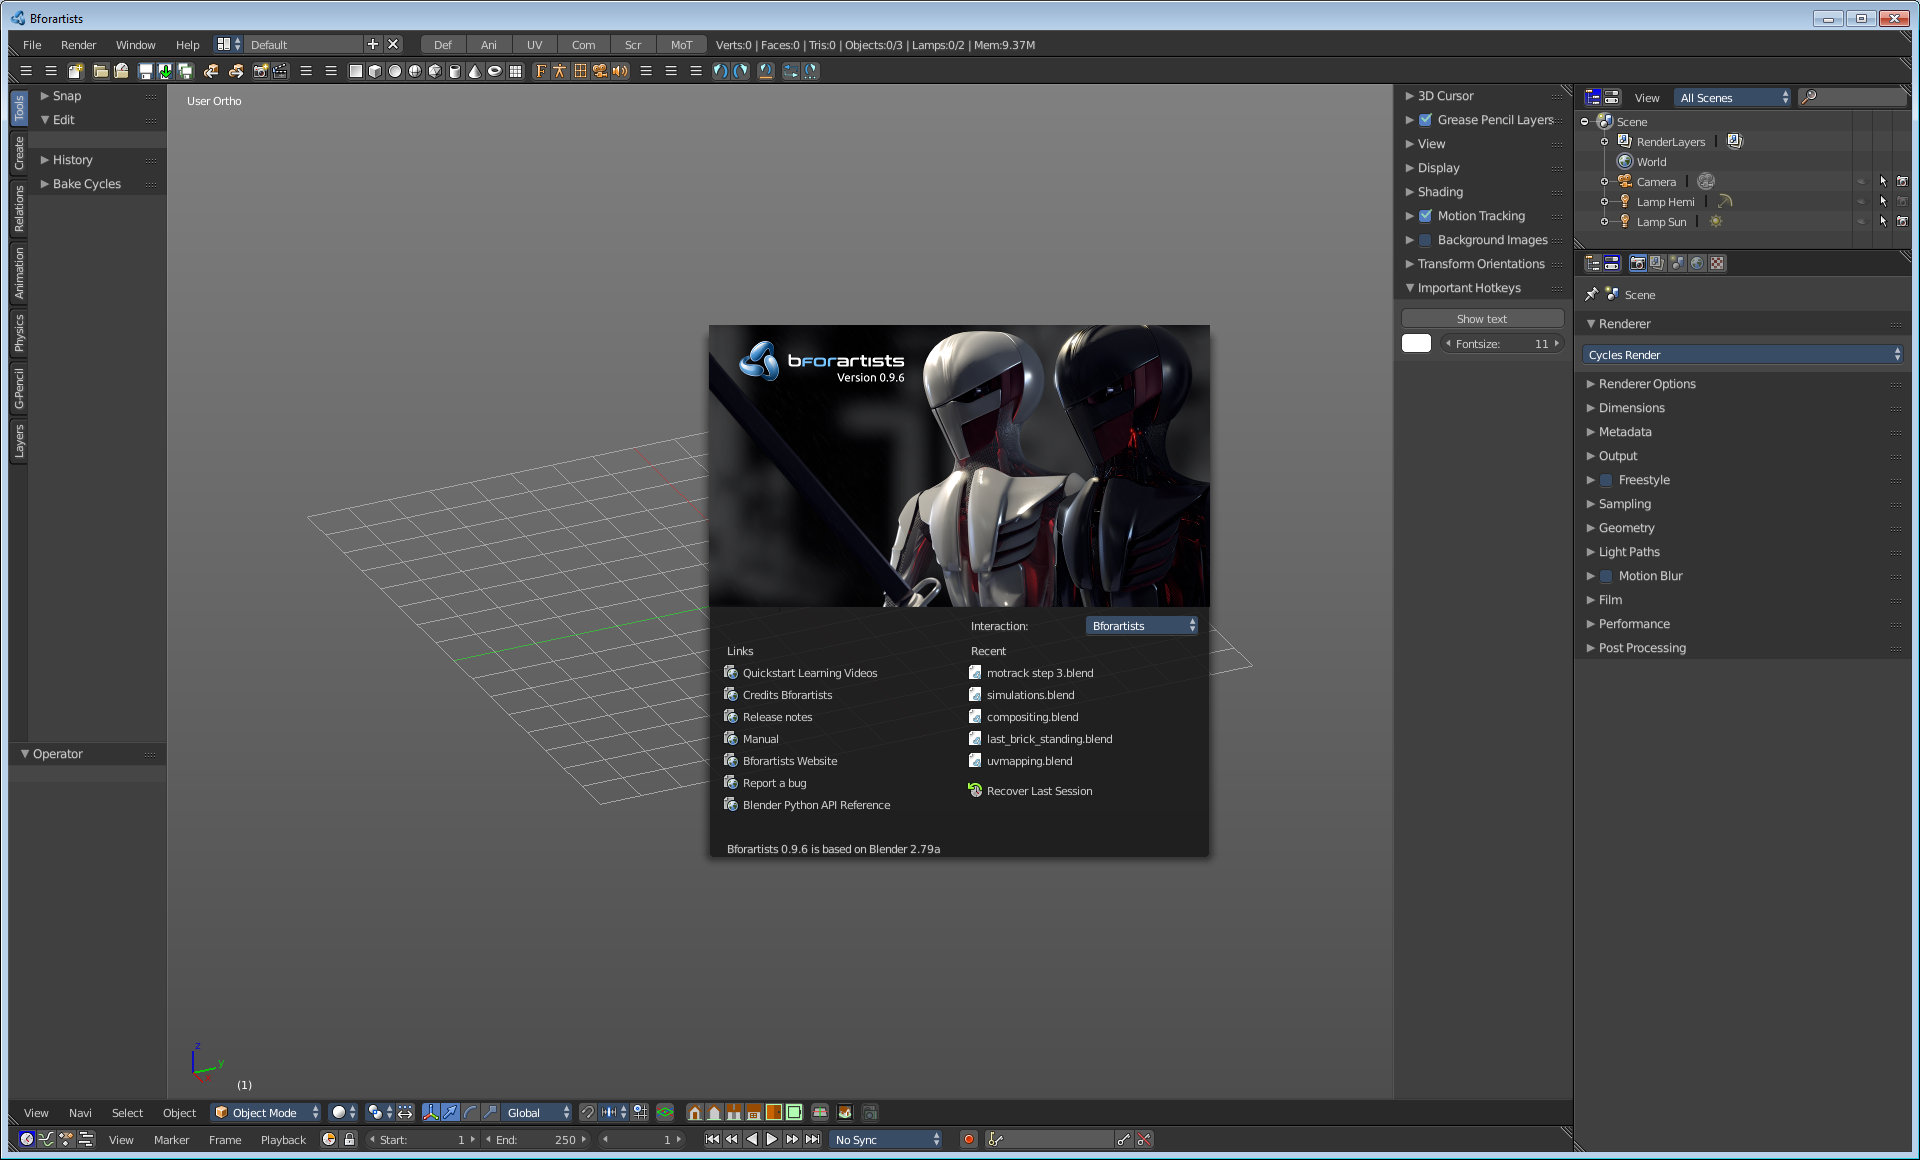 Bforartists
File Render Window Help Default Def Ani UV Com Scr MoT Verts:0 | Faces:0 | Tris:0 | Objects:0/3 | Lamps:0/2 | Mem:9.37M
Tools
Create
Relations
Animation
Physics
G-Pencil
Layers
Snap
Edit
History
Bake Cycles
Operator
User Ortho
bforartists
Version 0.9.6
Interaction: Bforartists
Links
Quickstart Learning Videos
Credits Bforartists
Release notes
Manual
Bforartists Website
Report a bug
Blender Python API Reference
Recent
motrack step 3.blend
simulations.blend
compositing.blend
last_brick_standing.blend
uvmapping.blend
Recover Last Session
Bforartists 0.9.6 is based on Blender 2.79a
z
y
x
(1)
3D Cursor
Grease Pencil Layers
View
Display
Shading
Motion Tracking
Background Images
Transform Orientations
Important Hotkeys
Show text
Fontsize: 11
View All Scenes
Scene
RenderLayers
World
Camera
Lamp Hemi
Lamp Sun
Scene
Renderer
Cycles Render
Renderer Options
Dimensions
Metadata
Output
Freestyle
Sampling
Geometry
Light Paths
Motion Blur
Film
Performance
Post Processing
View Navi Select Object Object Mode Global
View Marker Frame Playback Start: 1 End: 250 1 No Sync